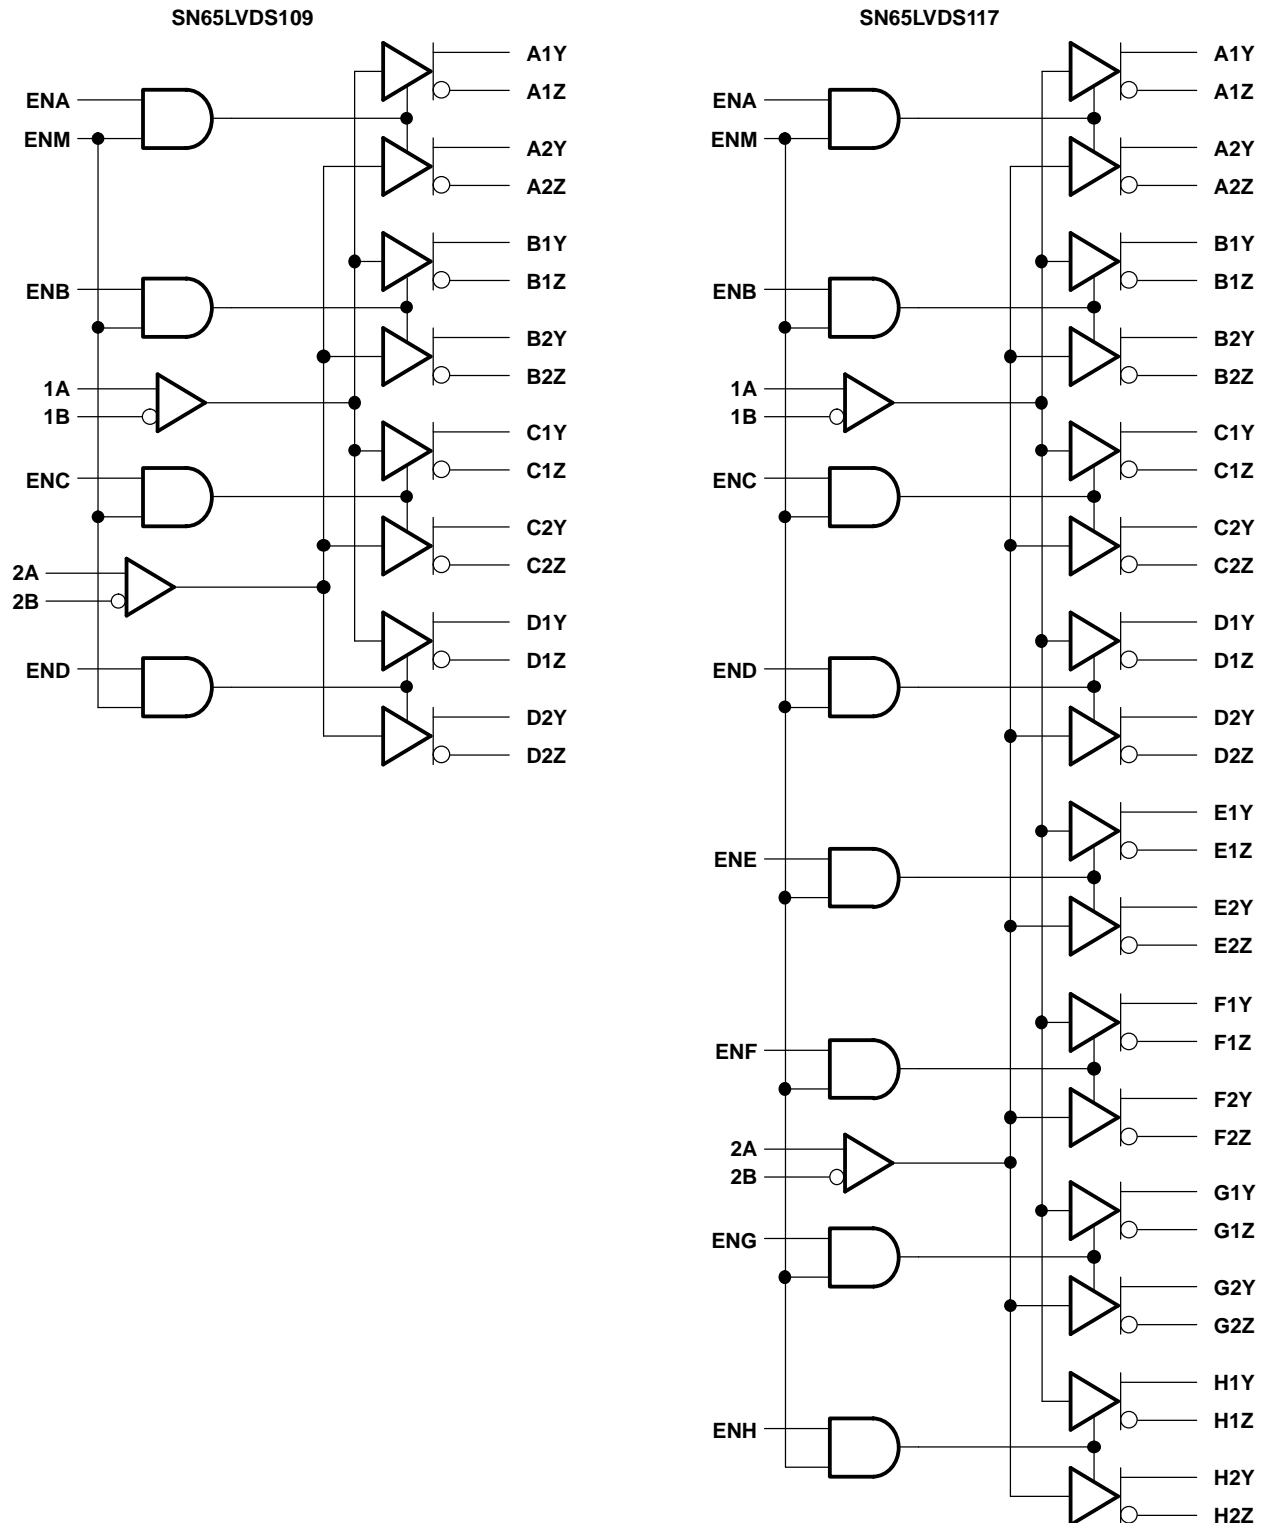 SN65LVDS109
ENA
ENM
ENB
1A
1B
ENC
2A
2B
END
A1Y
A1Z
A2Y
A2Z
B1Y
B1Z
B2Y
B2Z
C1Y
C1Z
C2Y
C2Z
D1Y
D1Z
D2Y
D2Z
SN65LVDS117
ENA
ENM
ENB
1A
1B
ENC
END
ENE
ENF
2A
2B
ENG
ENH
A1Y
A1Z
A2Y
A2Z
B1Y
B1Z
B2Y
B2Z
C1Y
C1Z
C2Y
C2Z
D1Y
D1Z
D2Y
D2Z
E1Y
E1Z
E2Y
E2Z
F1Y
F1Z
F2Y
F2Z
G1Y
G1Z
G2Y
G2Z
H1Y
H1Z
H2Y
H2Z